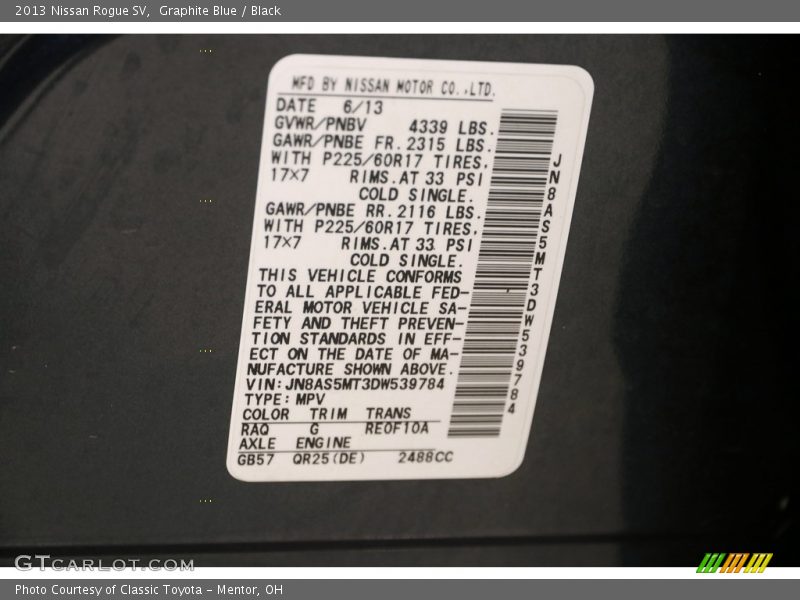 2013 Nissan Rogue SV,  Graphite Blue / Black
MFD BY NISSAN MOTOR CO.,LTD.
DATE 6/13
GVWR/PNBV 4339 LBS.
GAWR/PNBE FR. 2315 LBS.
WITH P225/60R17 TIRES.
17×7 RIMS. AT 33 PSI
COLD SINGLE.
GAWR/PNBE RR. 2116 LBS.
WITH P225/60R17 TIRES.
17×7 RIMS. AT 33 PSI
COLD SINGLE.
THIS VEHICLE CONFORMS
TO ALL APPLICABLE FED-
ERAL MOTOR VEHICLE SA-
FETY AND THEFT PREVEN-
TION STANDARDS IN EFF-
ECT ON THE DATE OF MA-
NUFACTURE SHOWN ABOVE.
VIN: JN8AS5MT3DW539784
TYPE: MPV
COLOR TRIM TRANS
RAQ G RE0F10A
AXLE ENGINE
GB57 QR25(DE) 2488CC
JN8AS5MT3DW539784
GTCARLOT.COM
Photo Courtesy of Classic Toyota - Mentor, OH